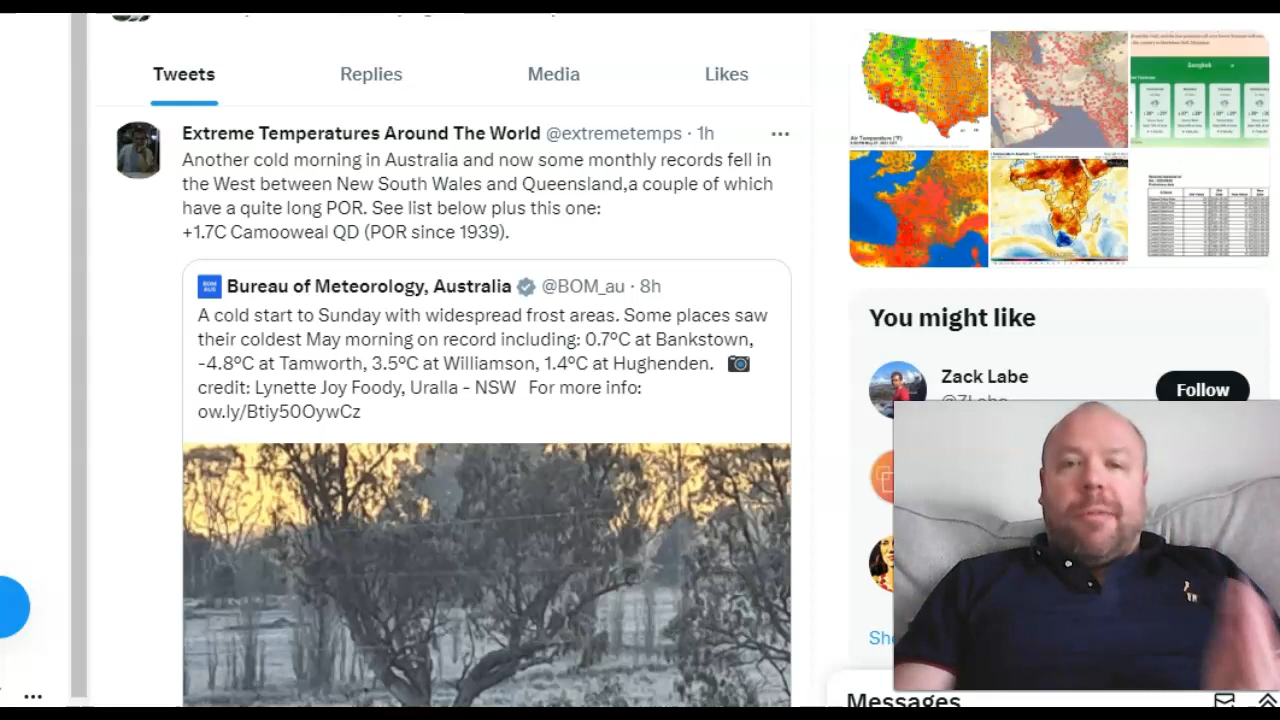 Tweets
Replies
Media
Likes
Extreme Temperatures Around The World @extremetemps · 1h
Another cold morning in Australia and now some monthly records fell in
the West between New South Wales and Queensland,a couple of which
have a quite long POR. See list below plus this one:
+1.7C Camooweal QD (POR since 1939).
Bureau of Meteorology, Australia @BOM_au · 8h
A cold start to Sunday with widespread frost areas. Some places saw
their coldest May morning on record including: 0.7ºC at Bankstown,
-4.8ºC at Tamworth, 3.5ºC at Williamson, 1.4ºC at Hughenden.
credit: Lynette Joy Foody, Uralla - NSW For more info:
ow.ly/Btiy50OywCz
Bangkok
You might like
Zack Labe
Follow
Messages